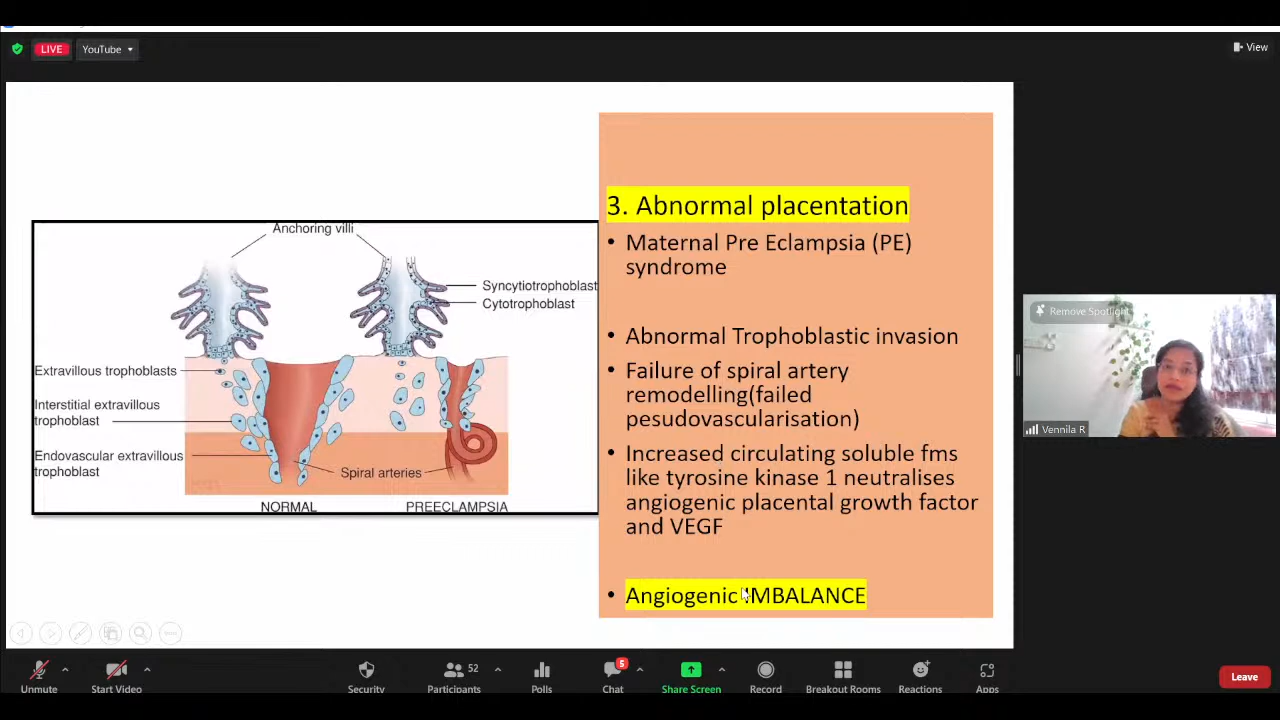 LIVE
YouTube
View
3. Abnormal placentation
• Maternal Pre Eclampsia (PE)
syndrome
• Abnormal Trophoblastic invasion
• Failure of spiral artery
remodelling(failed
pesudovascularisation)
• Increased circulating soluble fms
like tyrosine kinase 1 neutralises
angiogenic placental growth factor
and VEGF
• Angiogenic IMBALANCE
Anchoring villi
Syncytiotrophoblast
Cytotrophoblast
Extravillous trophoblasts
Interstitial extravillous
trophoblast
Endovascular extravillous
trophoblast
Spiral arteries
NORMAL
PREECLAMPSIA
Remove Spotlight
Vennila R
Unmute
Start Video
Security
52
Participants
Polls
5
Chat
Share Screen
Record
Breakout Rooms
Reactions
Apps
Leave